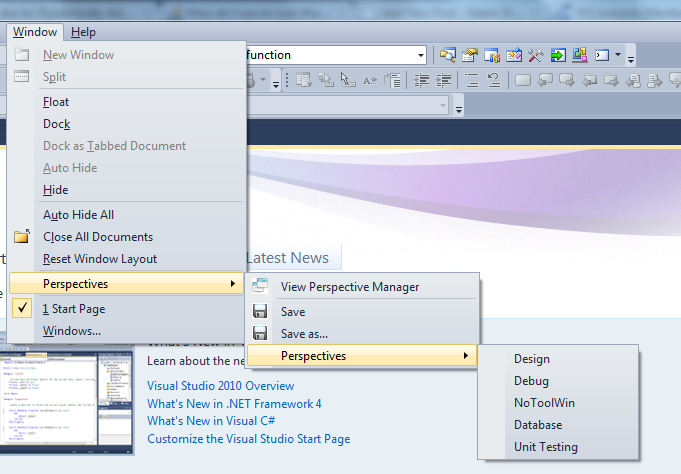 Window Help
New Window
function
Split
Float
Dock
Dock as Tabbed Document
Auto Hide
Hide
Auto Hide All
Close All Documents
Reset Window Layout
Latest News
Perspectives
1 Start Page
Windows...
View Perspective Manager
Save
Save as...
Perspectives
Design
Debug
NoToolWin
Database
Unit Testing
What's New in
Learn about the ne
Visual Studio 2010 Overview
What's New in .NET Framework 4
What's New in Visual C#
Customize the Visual Studio Start Page